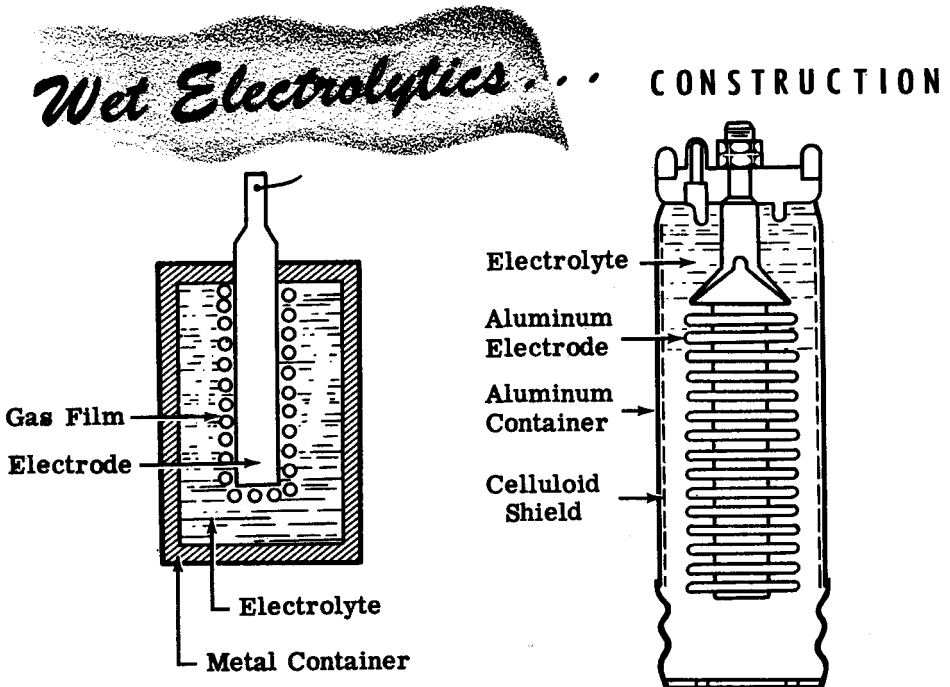 Wet Electrolytics... CONSTRUCTION
Gas Film
Electrode
Electrolyte
Metal Container
Electrolyte
Aluminum
Electrode
Aluminum
Container
Celluloid
Shield